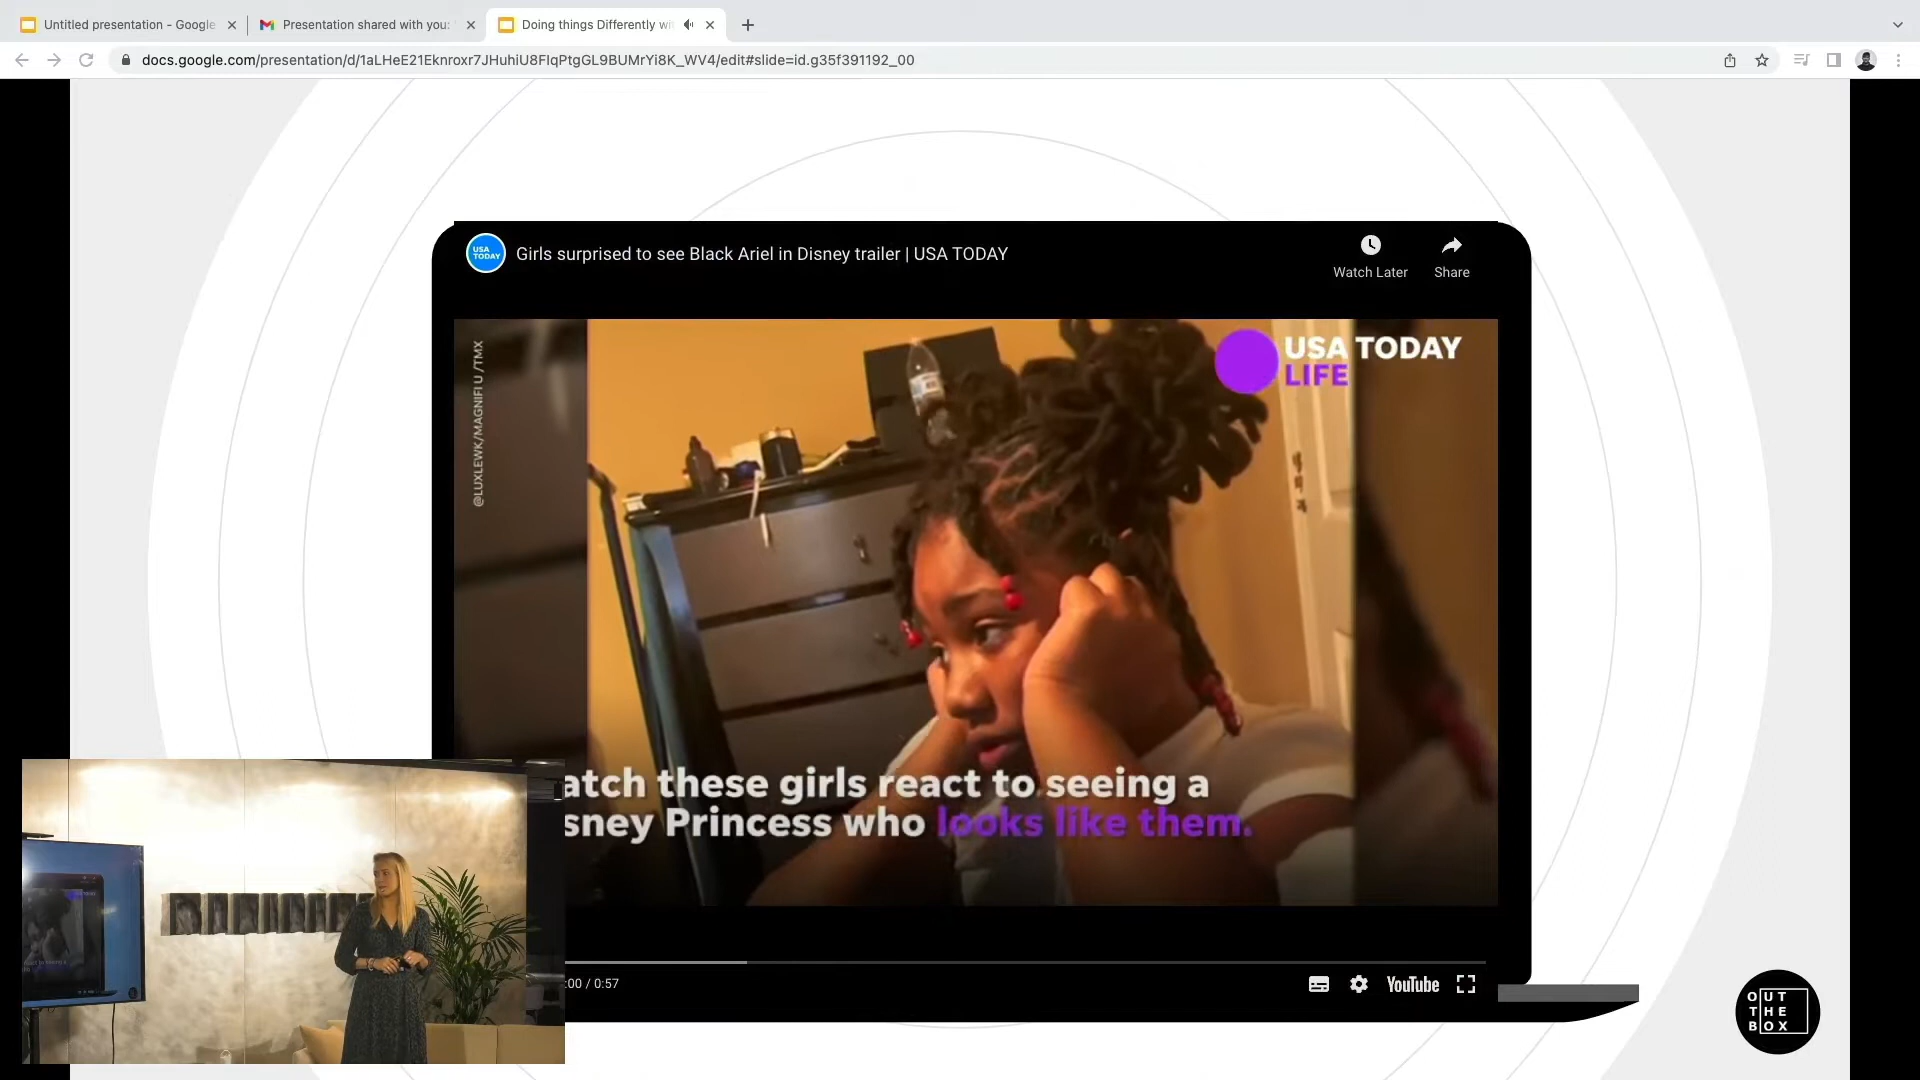 Untitled presentation - Google
Presentation shared with you:
Doing things Differently wi
docs.google.com/presentation/d/1aLHeE21Eknroxr7JHuhiU8FIqPtgGL9BUMrYi8K_WV4/edit#slide=id.g35f391192_00
USA TODAY
Girls surprised to see Black Ariel in Disney trailer | USA TODAY
Watch Later
Share
@LUXLEWK/MAGNIFI U /TMX
USA TODAY
LIFE
atch these girls react to seeing a
sney Princess who looks like them.
:00 / 0:57
YouTube
OUT
THE
BOX